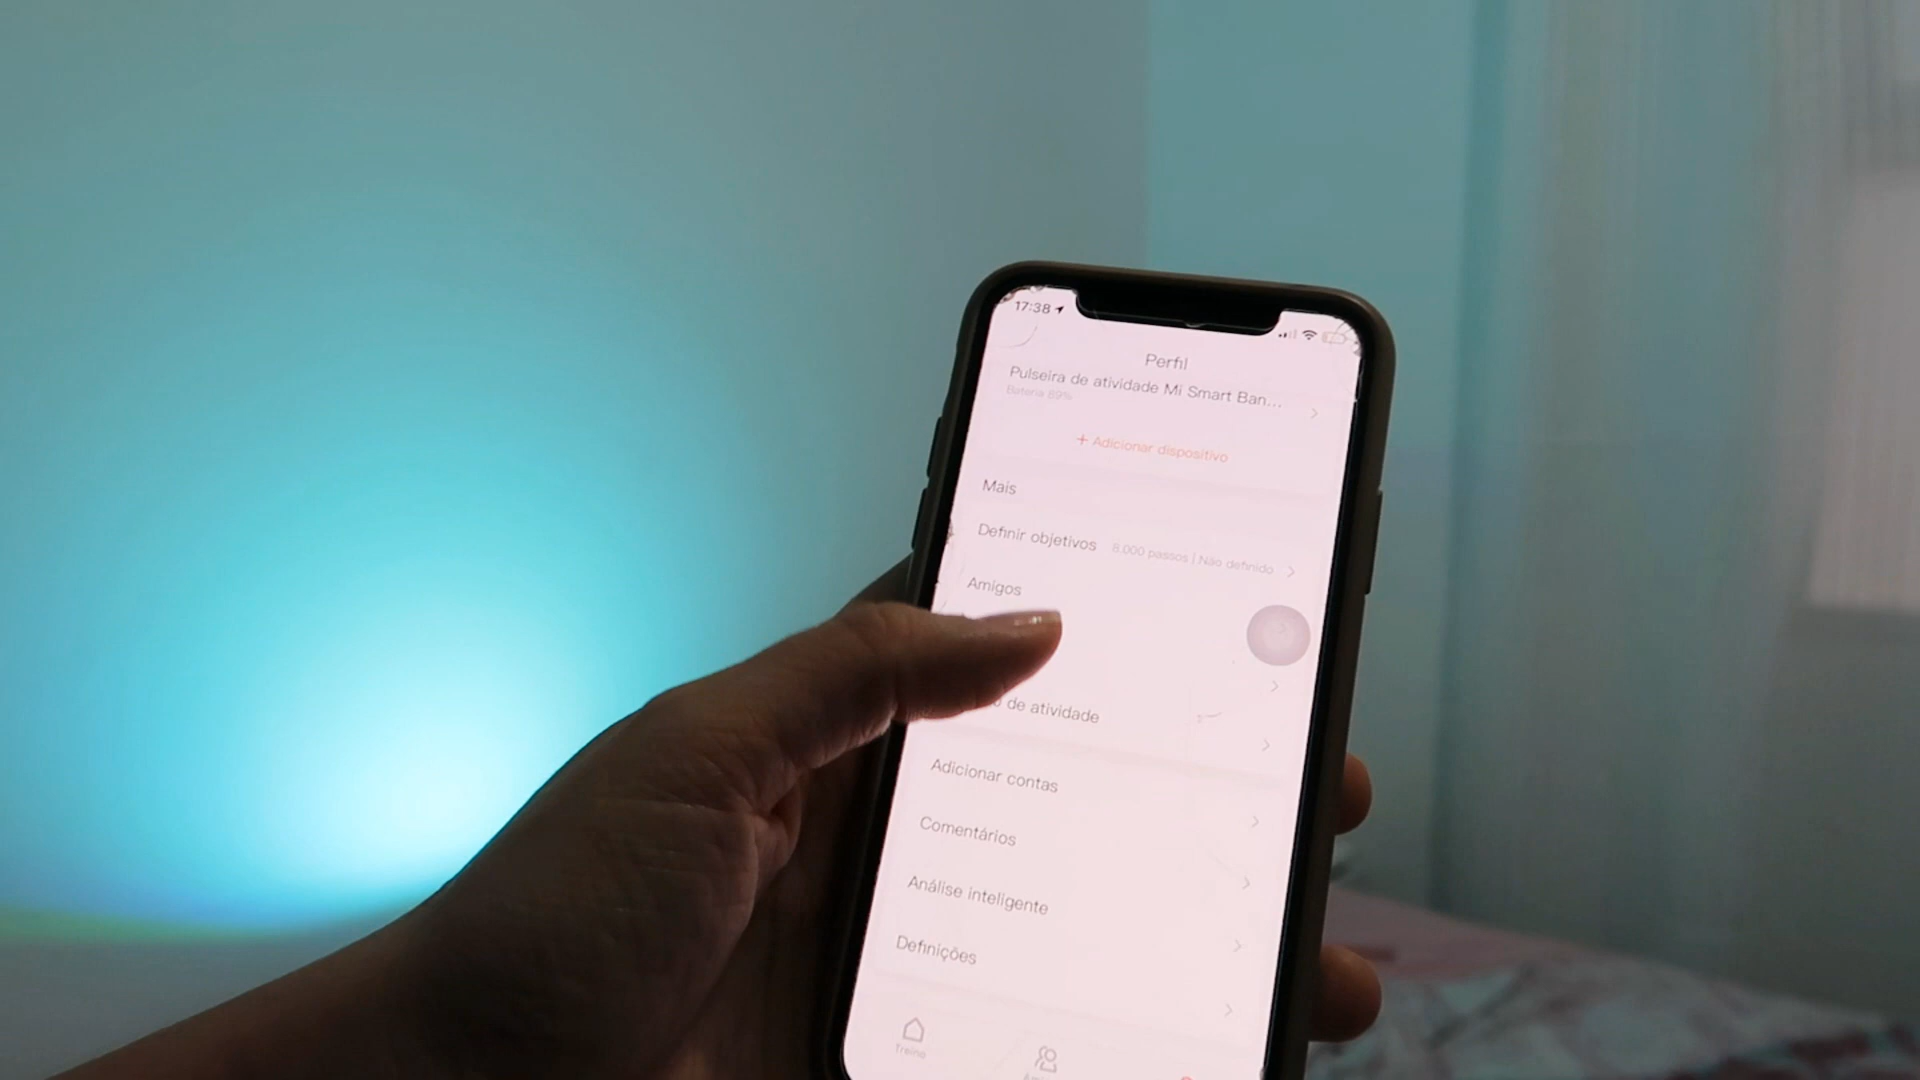 17:38
Perfil
Pulseira de atividade Mi Smart Ban...
Bateria 89%
+ Adicionar dispositivo
Mais
Definir objetivos 8,000 passos | Não definido
Amigos
de atividade
Adicionar contas
Comentários
Análise inteligente
Definições
Treino